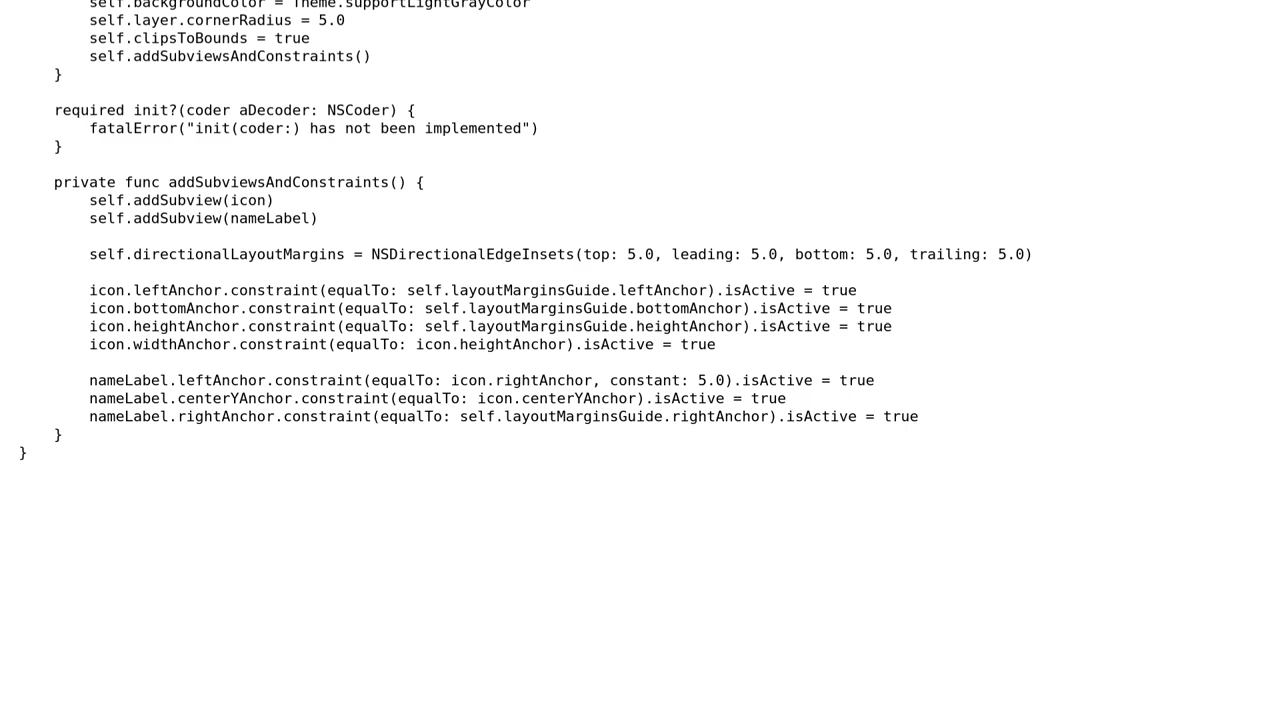 self.backgroundColor = Theme.supportLightGrayColor
self.layer.cornerRadius = 5.0
self.clipsToBounds = true
self.addSubviewsAndConstraints()
}
required init?(coder aDecoder: NSCoder) {
fatalError("init(coder:) has not been implemented")
}
private func addSubviewsAndConstraints() {
self.addSubview(icon)
self.addSubview(nameLabel)
self.directionalLayoutMargins = NSDirectionalEdgeInsets(top: 5.0, leading: 5.0, bottom: 5.0, trailing: 5.0)
icon.leftAnchor.constraint(equalTo: self.layoutMarginsGuide.leftAnchor).isActive = true
icon.bottomAnchor.constraint(equalTo: self.layoutMarginsGuide.bottomAnchor).isActive = true
icon.heightAnchor.constraint(equalTo: self.layoutMarginsGuide.heightAnchor).isActive = true
icon.widthAnchor.constraint(equalTo: icon.heightAnchor).isActive = true
nameLabel.leftAnchor.constraint(equalTo: icon.rightAnchor, constant: 5.0).isActive = true
nameLabel.centerYAnchor.constraint(equalTo: icon.centerYAnchor).isActive = true
nameLabel.rightAnchor.constraint(equalTo: self.layoutMarginsGuide.rightAnchor).isActive = true
}
}